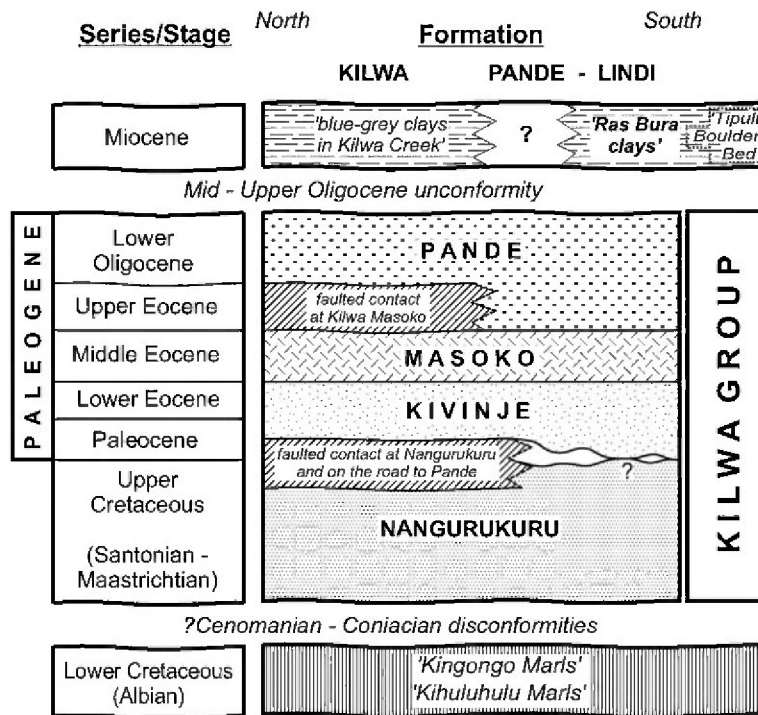 North
South
Series/Stage
Formation
KILWA
PANDE - LINDI
Miocene
'blue-grey clays
in Kilwa Creek'
?
'Ras Bura
clays'
'Tipuli
Boulder
Bed'
Mid - Upper Oligocene unconformity
PALEOGENE
Lower
Oligocene
Upper Eocene
Middle Eocene
Lower Eocene
Paleocene
Upper
Cretaceous
(Santonian -
Maastrichtian)
PANDE
faulted contact
at Kilwa Masoko
MASOKO
KIVINJE
faulted contact at Nangurukuru
and on the road to Pande
?
NANGURUKURU
KILWA GROUP
?Cenomanian - Coniacian disconformities
Lower Cretaceous
(Albian)
'Kingongo Marls'
'Kihuluhulu Marls'